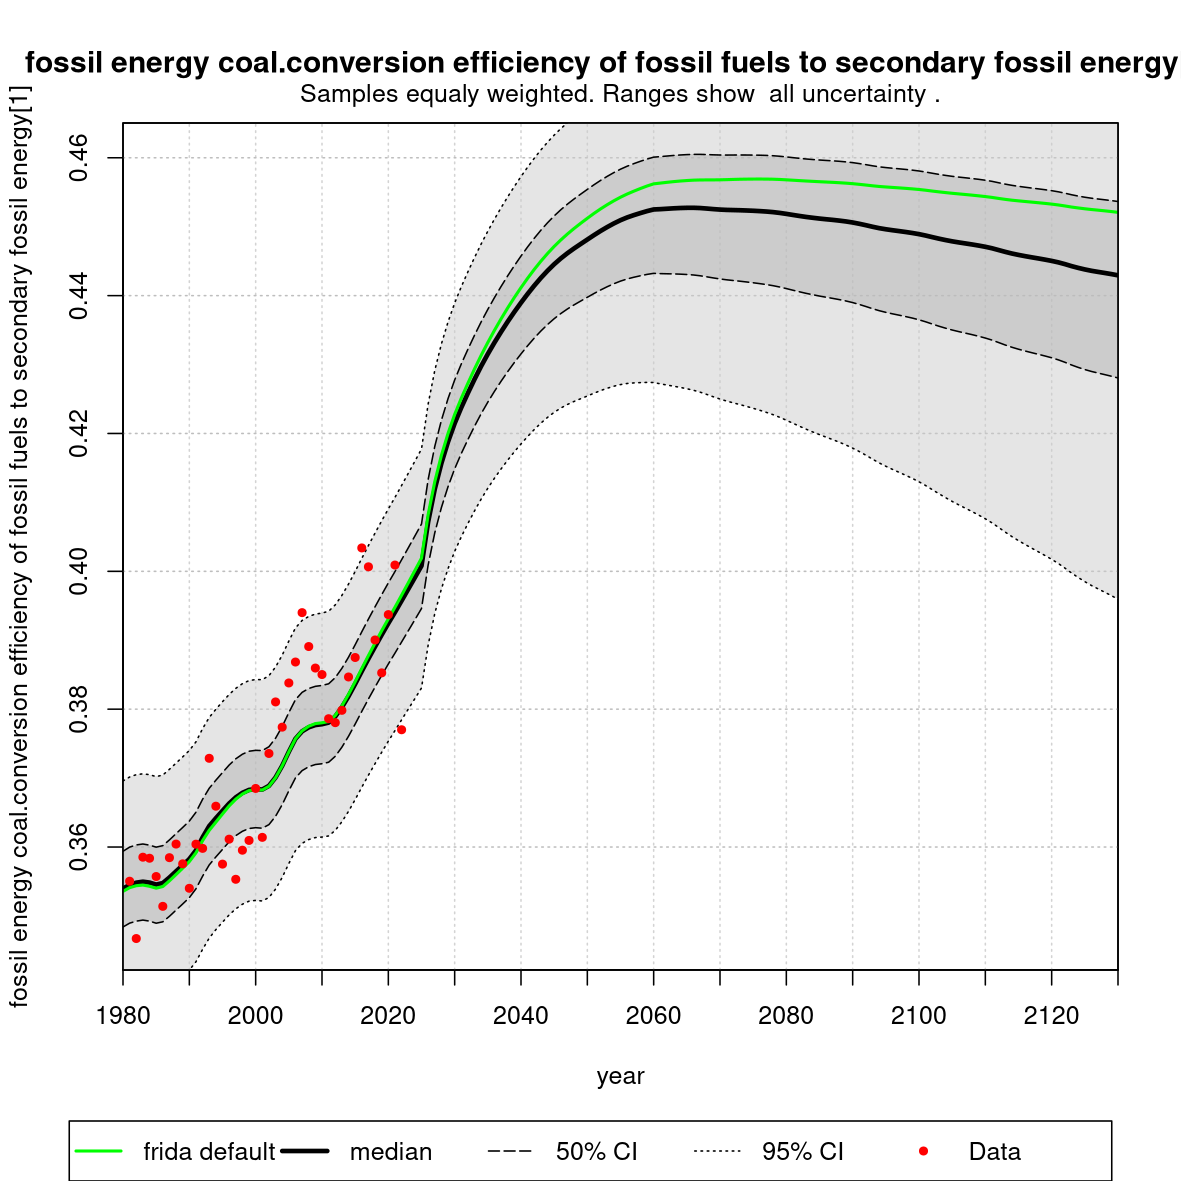 fossil energy coal.conversion efficiency of fossil fuels to secondary fossil energy
Samples equaly weighted. Ranges show  all uncertainty .
fossil energy coal.conversion efficiency of fossil fuels to secondary fossil energy[1]
0.46
0.44
0.42
0.40
0.38
0.36
1980 2000 2020 2040 2060 2080 2100 2120
year
frida default median 50% CI 95% CI Data